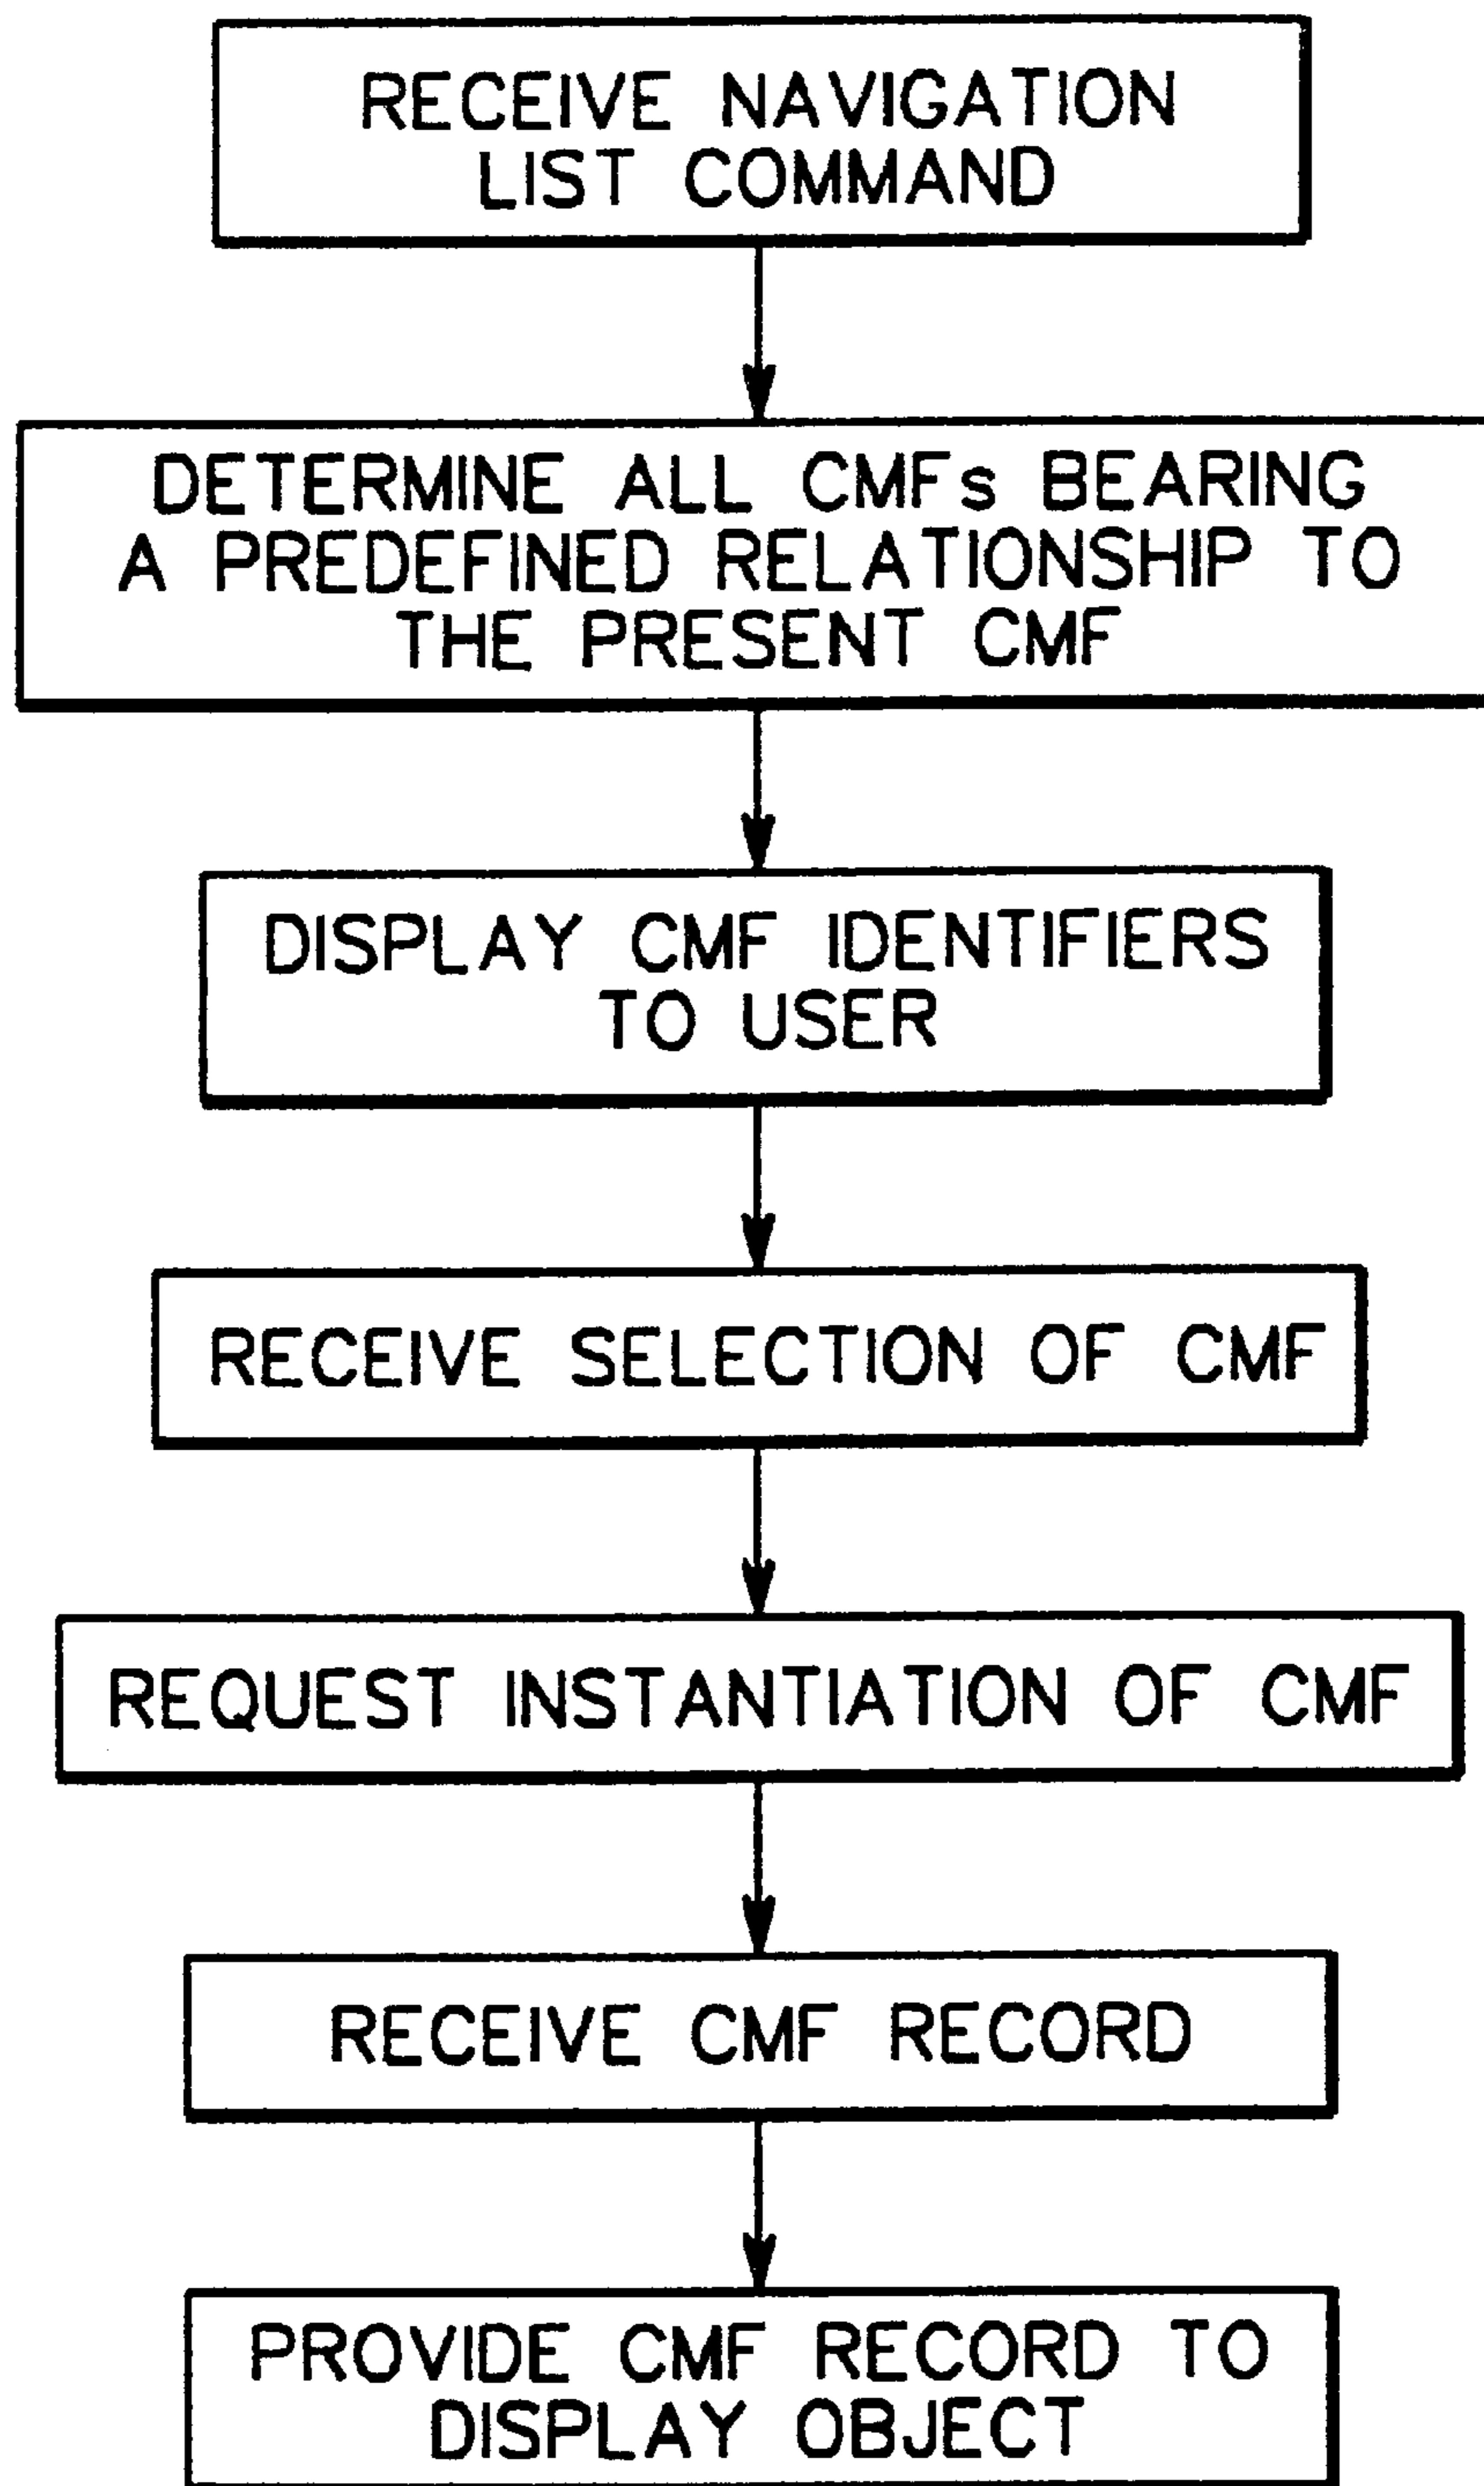 RECEIVE NAVIGATION
LIST COMMAND
DETERMINE ALL CMFs BEARING
A PREDEFINED RELATIONSHIP TO
THE PRESENT CMF
DISPLAY CMF IDENTIFIERS
TO USER
RECEIVE SELECTION OF CMF
REQUEST INSTANTIATION OF CMF
RECEIVE CMF RECORD
PROVIDE CMF RECORD TO
DISPLAY OBJECT